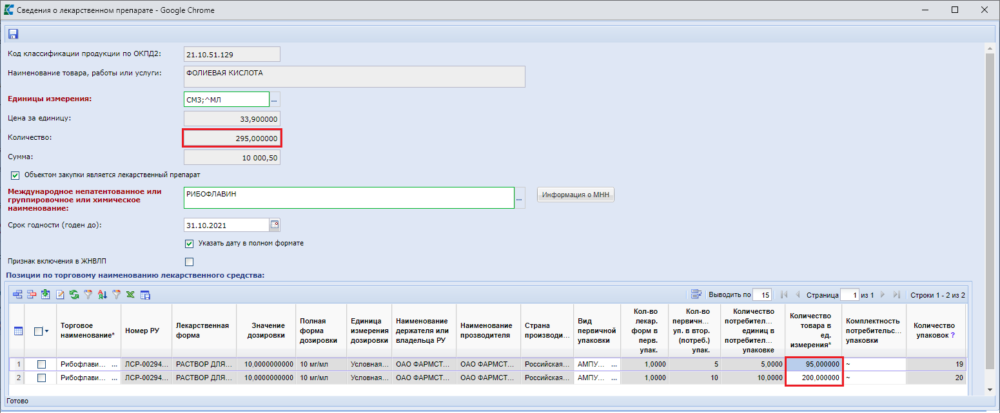 Сведения о лекарственном препарате - Google Chrome
Код классификации продукции по ОКПД2: 21.10.51.129
Наименование товара, работы или услуги: ФОЛИЕВАЯ КИСЛОТА
Единицы измерения: СМ3;^МЛ ...
Цена за единицу: 33,900000
Количество: 295,000000
Сумма: 10 000,50
Объектом закупки является лекарственный препарат
Международное непатентованное или группировочное или химическое наименование: РИБОФЛАВИН ... Информация о МНН
Срок годности (годен до): 31.10.2021
Указать дату в полном формате
Признак включения в ЖНВЛП
Позиции по торговому наименованию лекарственного средства:
Выводить по 15 Страница 1 из 1 Строки 1 - 2 из 2
Торговое наименование* Номер РУ Лекарственная форма Значение дозировки Полная форма дозировки Единица измерения дозировки Наименование держателя или владельца РУ Наименование прозводителя Страна производи... Вид первичной упаковки Кол-во лекар. форм в перв. упак. Кол-во первичн... уп. в втор. (потреб.) упак. Количество потребител... единиц в потребител... упаковке Количество товара в ед. измерения* Комплектность потребительс... упаковки Количество упаковок ?
1 Рибофлави... ... ЛСР-00294... РАСТВОР ДЛЯ... 10,0000000000 10 мг/мл Условная... ОАО ФАРМСТ... ОАО ФАРМСТ... Российская... АМПУ... ... 1,0000 5 5,0000 95,000000 ~ 19
2 Рибофлави... ... ЛСР-00294... РАСТВОР ДЛЯ... 10,0000000000 10 мг/мл Условная... ОАО ФАРМСТ... ОАО ФАРМСТ... Российская... АМПУ... ... 1,0000 10 10,0000 200,000000 ~ 20
Готово